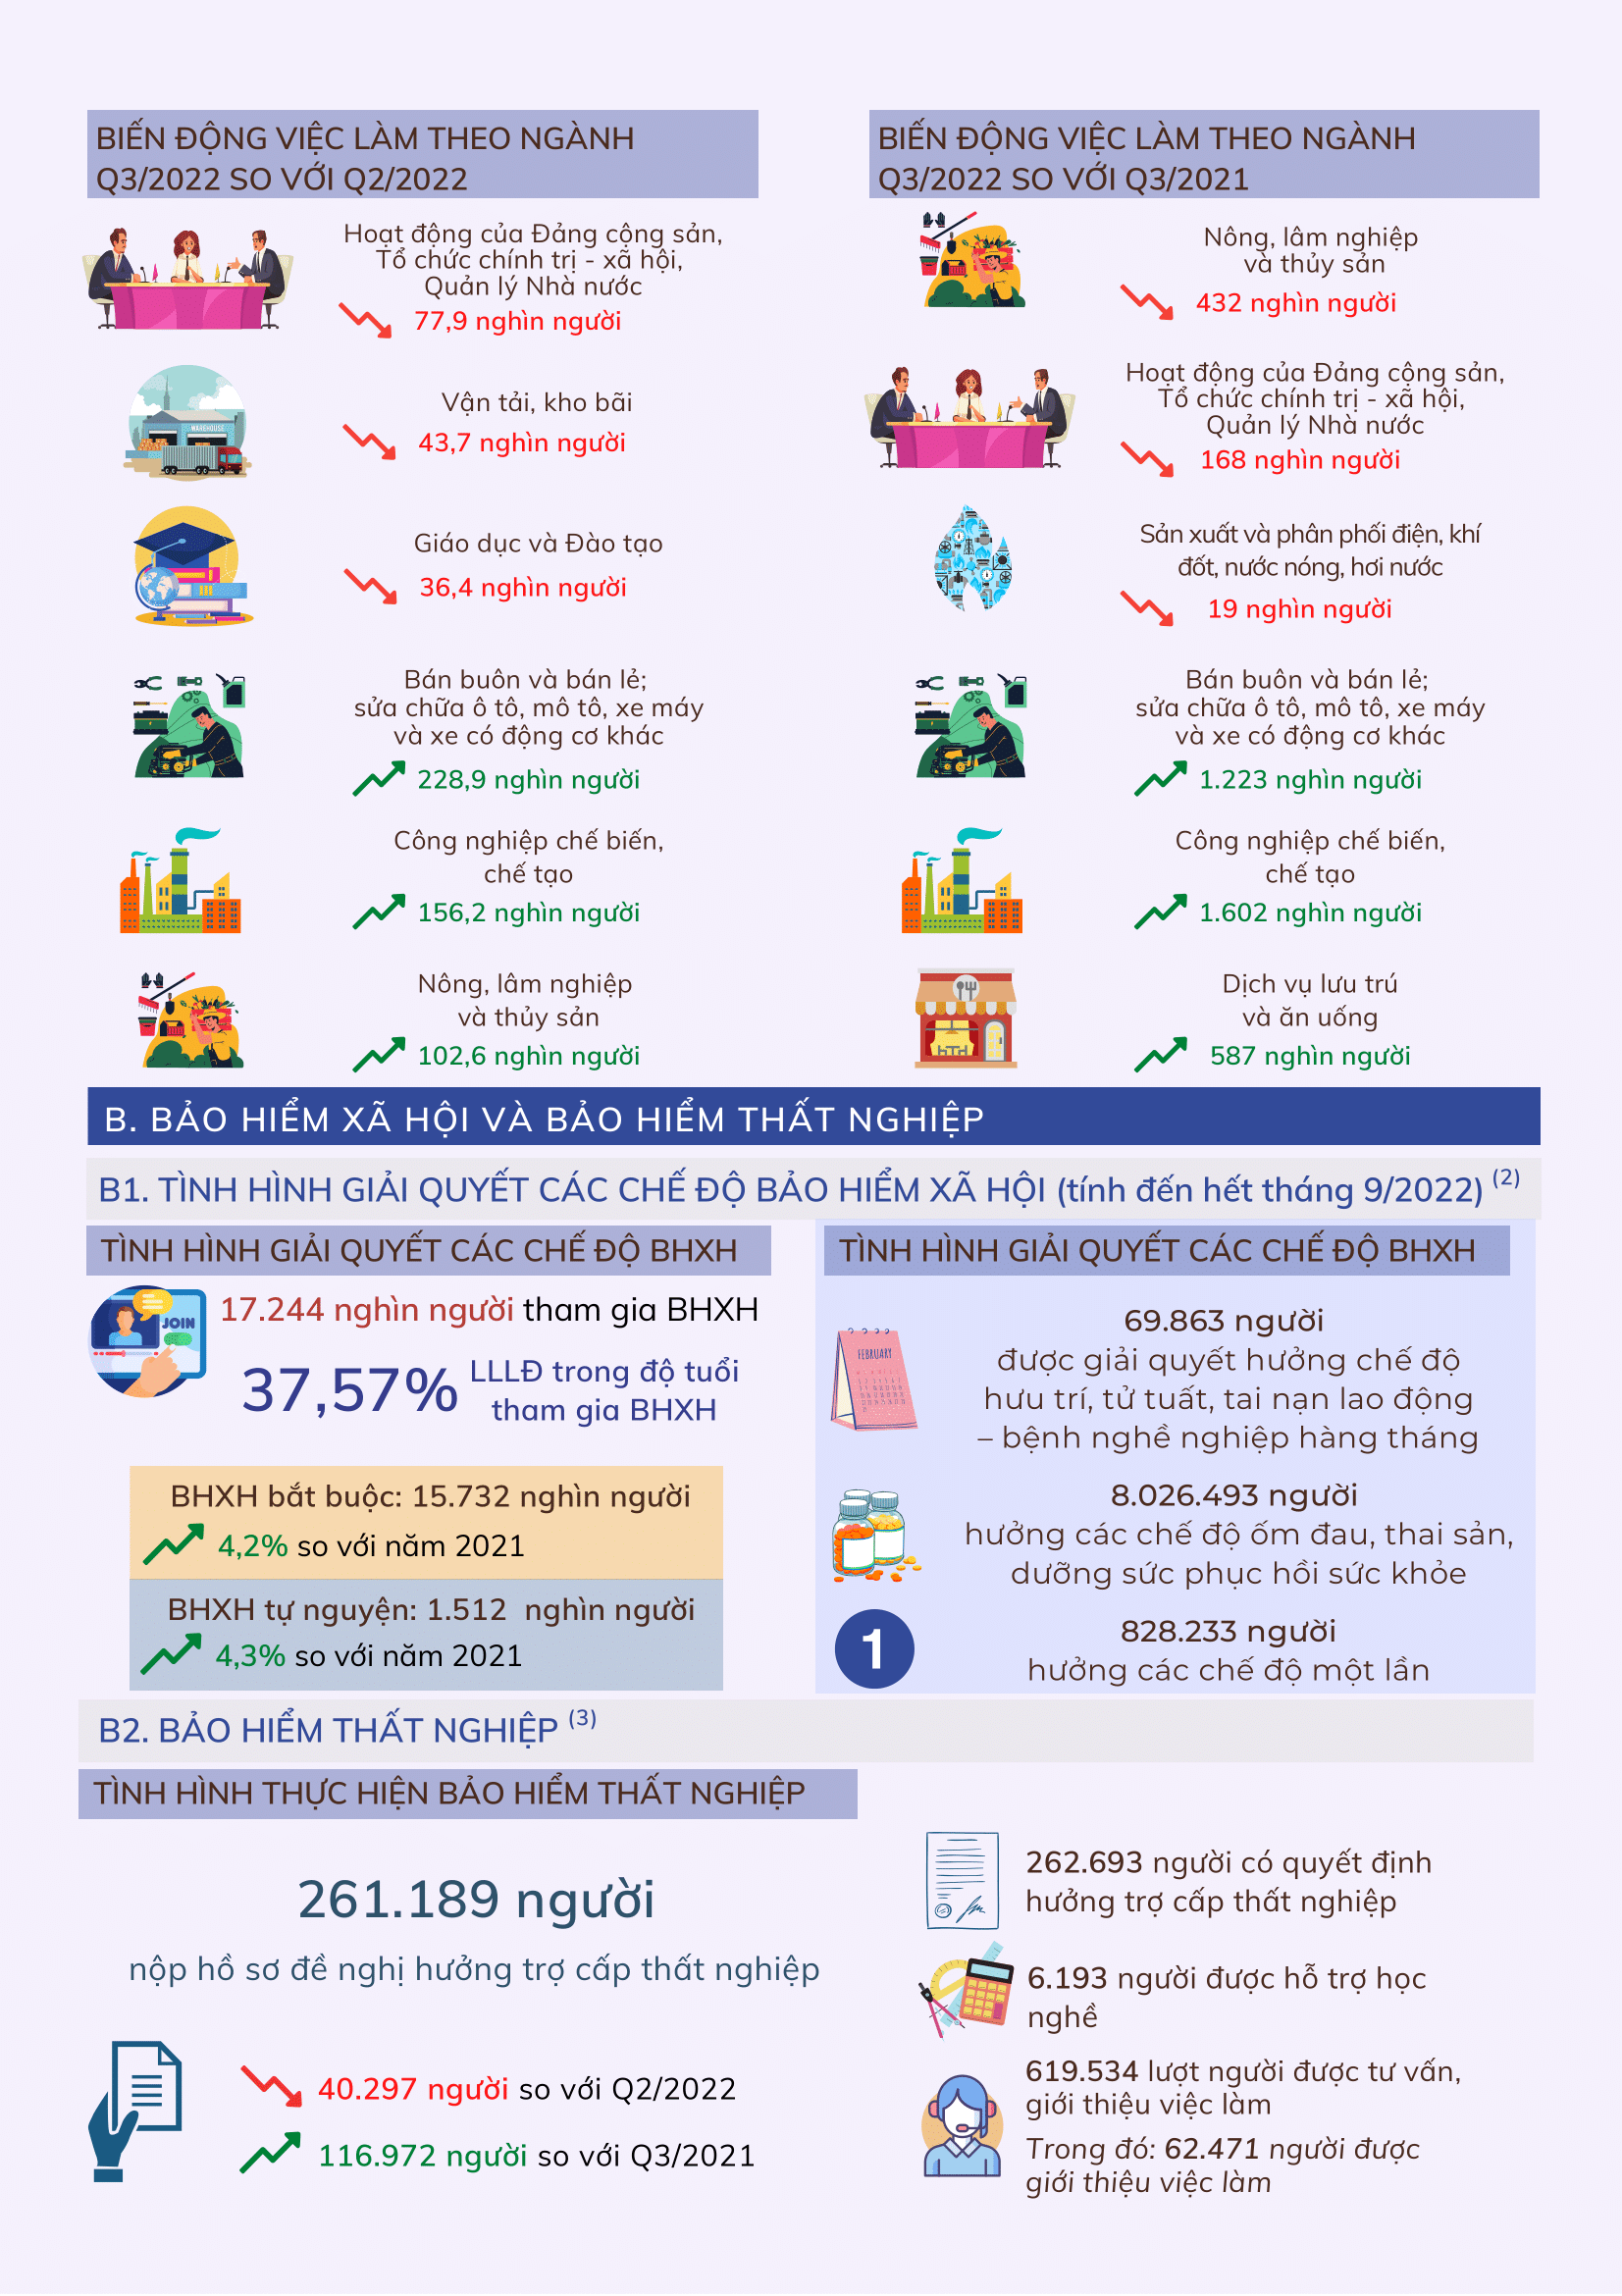 BIẾN ĐỘNG VIỆC LÀM THEO NGÀNH
Q3/2022 SO VỚI Q2/2022
Hoạt động của Đảng cộng sản,
Tổ chức chính trị - xã hội,
Quản lý Nhà nước
77,9 nghìn người
WAREHOUSE
Vận tải, kho bãi
43,7 nghìn người
Giáo dục và Đào tạo
36,4 nghìn người
Bán buôn và bán lẻ;
sửa chữa ô tô, mô tô, xe máy
và xe có động cơ khác
228,9 nghìn người
Công nghiệp chế biến,
chế tạo
156,2 nghìn người
Nông, lâm nghiệp
và thủy sản
102,6 nghìn người
BIẾN ĐỘNG VIỆC LÀM THEO NGÀNH
Q3/2022 SO VỚI Q3/2021
Nông, lâm nghiệp
và thủy sản
432 nghìn người
Hoạt động của Đảng cộng sản,
Tổ chức chính trị - xã hội,
Quản lý Nhà nước
168 nghìn người
Sản xuất và phân phối điện, khí
đốt, nước nóng, hơi nước
19 nghìn người
Bán buôn và bán lẻ;
sửa chữa ô tô, mô tô, xe máy
và xe có động cơ khác
1.223 nghìn người
Công nghiệp chế biến,
chế tạo
1.602 nghìn người
Dịch vụ lưu trú
và ăn uống
587 nghìn người
B. BẢO HIỂM XÃ HỘI VÀ BẢO HIỂM THẤT NGHIỆP
B1. TÌNH HÌNH GIẢI QUYẾT CÁC CHẾ ĐỘ BẢO HIỂM XÃ HỘI (tính đến hết tháng 9/2022) (2)
TÌNH HÌNH GIẢI QUYẾT CÁC CHẾ ĐỘ BHXH
JOIN
17.244 nghìn người tham gia BHXH
37,57% LLLĐ trong độ tuổi
tham gia BHXH
BHXH bắt buộc: 15.732 nghìn người
4,2% so với năm 2021
BHXH tự nguyện: 1.512 nghìn người
4,3% so với năm 2021
TÌNH HÌNH GIẢI QUYẾT CÁC CHẾ ĐỘ BHXH
FEBRUARY
69.863 người
được giải quyết hưởng chế độ
hưu trí, tử tuất, tai nạn lao động
– bệnh nghề nghiệp hàng tháng
8.026.493 người
hưởng các chế độ ốm đau, thai sản,
dưỡng sức phục hồi sức khỏe
1
828.233 người
hưởng các chế độ một lần
B2. BẢO HIỂM THẤT NGHIỆP (3)
TÌNH HÌNH THỰC HIỆN BẢO HIỂM THẤT NGHIỆP
261.189 người
nộp hồ sơ đề nghị hưởng trợ cấp thất nghiệp
40.297 người so với Q2/2022
116.972 người so với Q3/2021
262.693 người có quyết định
hưởng trợ cấp thất nghiệp
6.193 người được hỗ trợ học
nghề
619.534 lượt người được tư vấn,
giới thiệu việc làm
Trong đó: 62.471 người được
giới thiệu việc làm